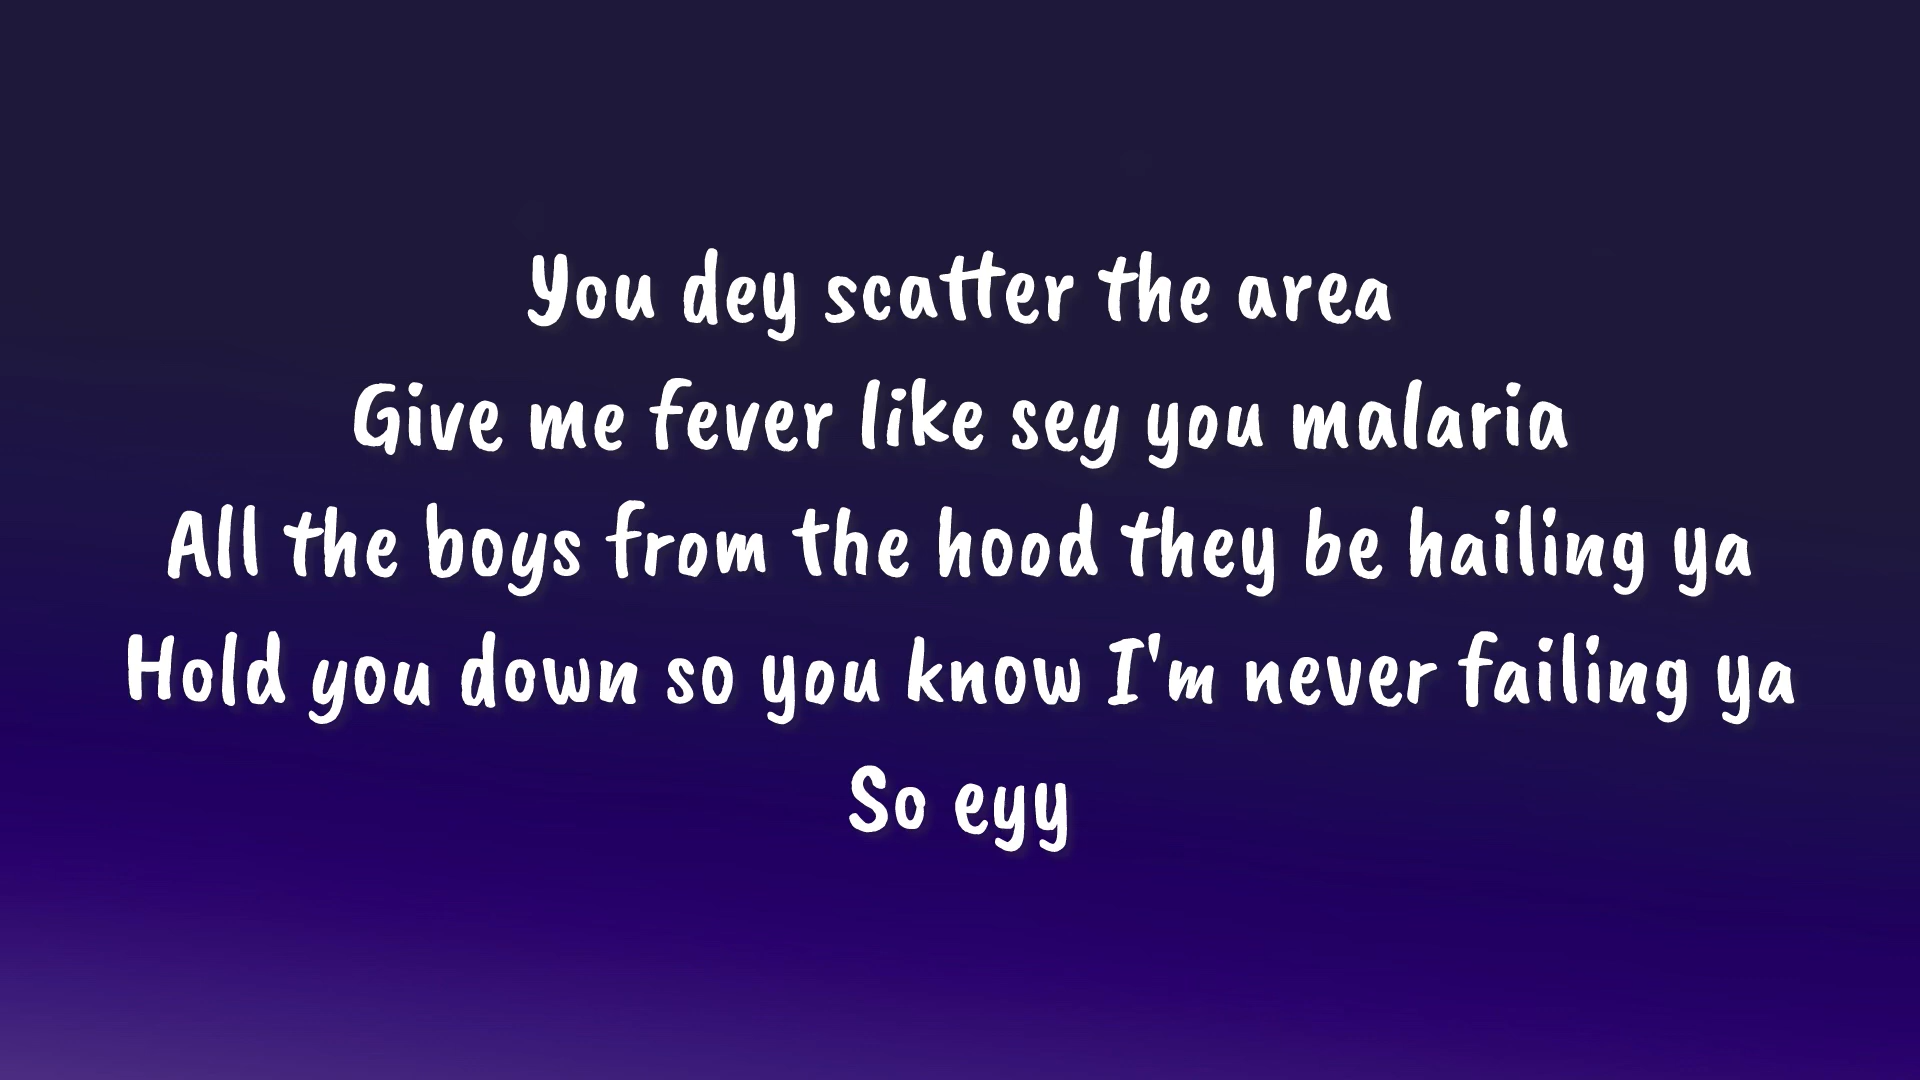 You dey scatter the area
Give me fever like sey you malaria
All the boys from the hood they be hailing ya
Hold you down so you know I'm never failing ya
So eyy